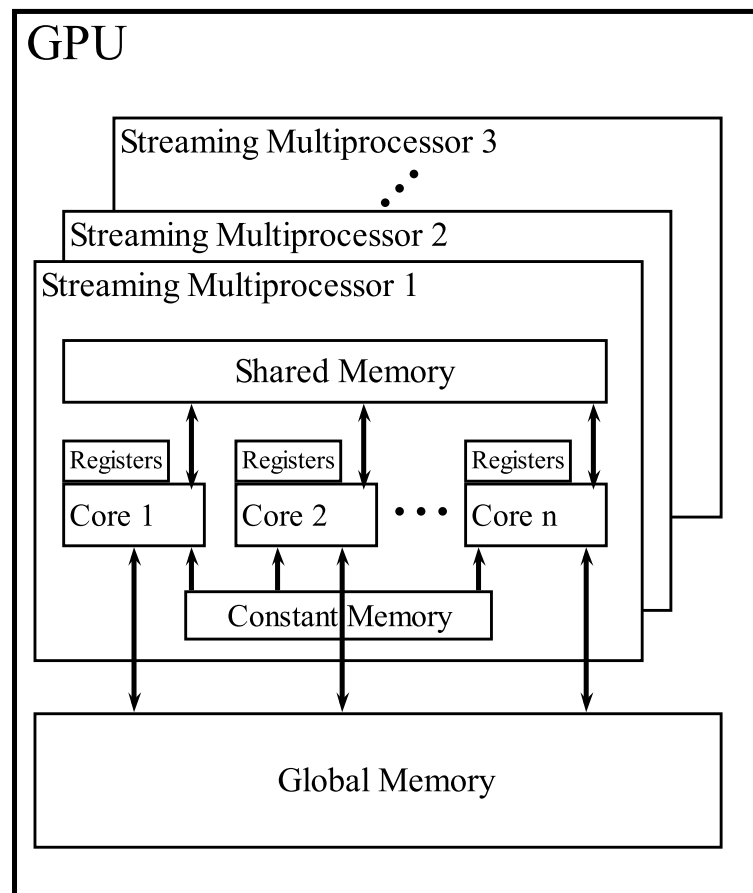 GPU
Streaming Multiprocessor 3
Streaming Multiprocessor 2
Streaming Multiprocessor 1
Shared Memory
Registers
Registers
Registers
Core 1
Core 2
Core n
Constant Memory
Global Memory